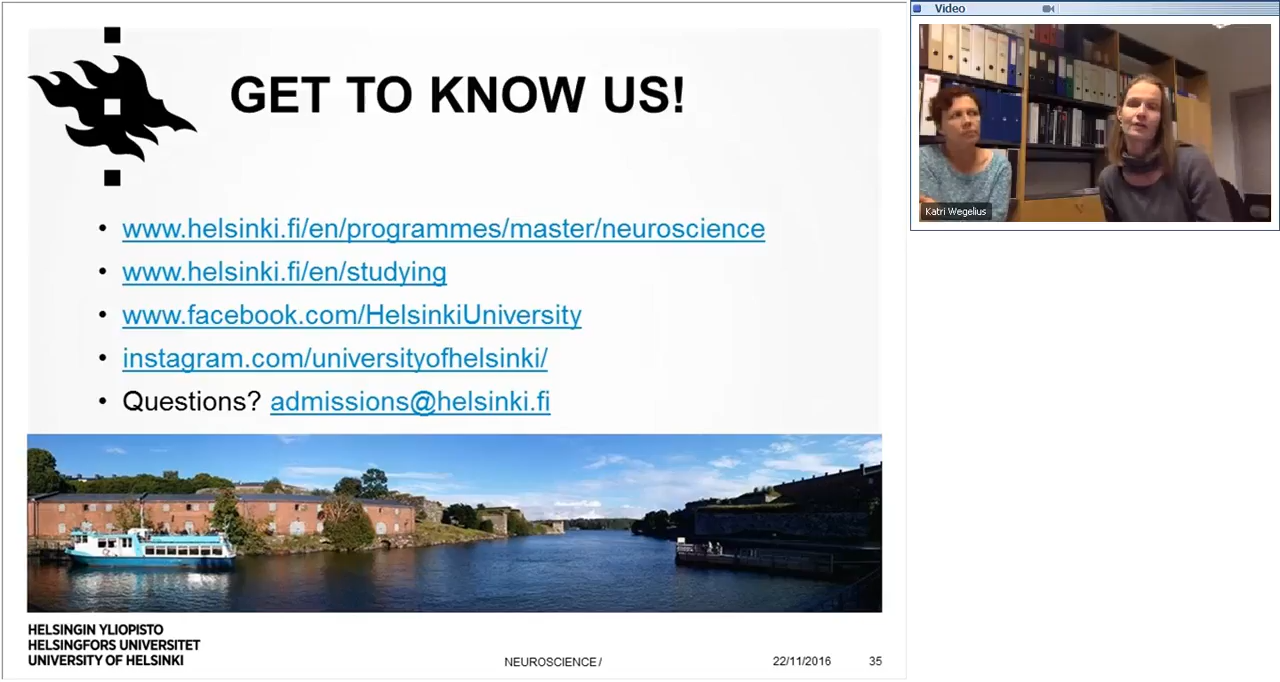 GET TO KNOW US!
• www.helsinki.fi/en/programmes/master/neuroscience
• www.helsinki.fi/en/studying
• www.facebook.com/HelsinkiUniversity
• instagram.com/universityofhelsinki/
• Questions? admissions@helsinki.fi
HELSINGIN YLIOPISTO
HELSINGFORS UNIVERSITET
UNIVERSITY OF HELSINKI
NEUROSCIENCE /
22/11/2016
35
Video
Katri Wegelius